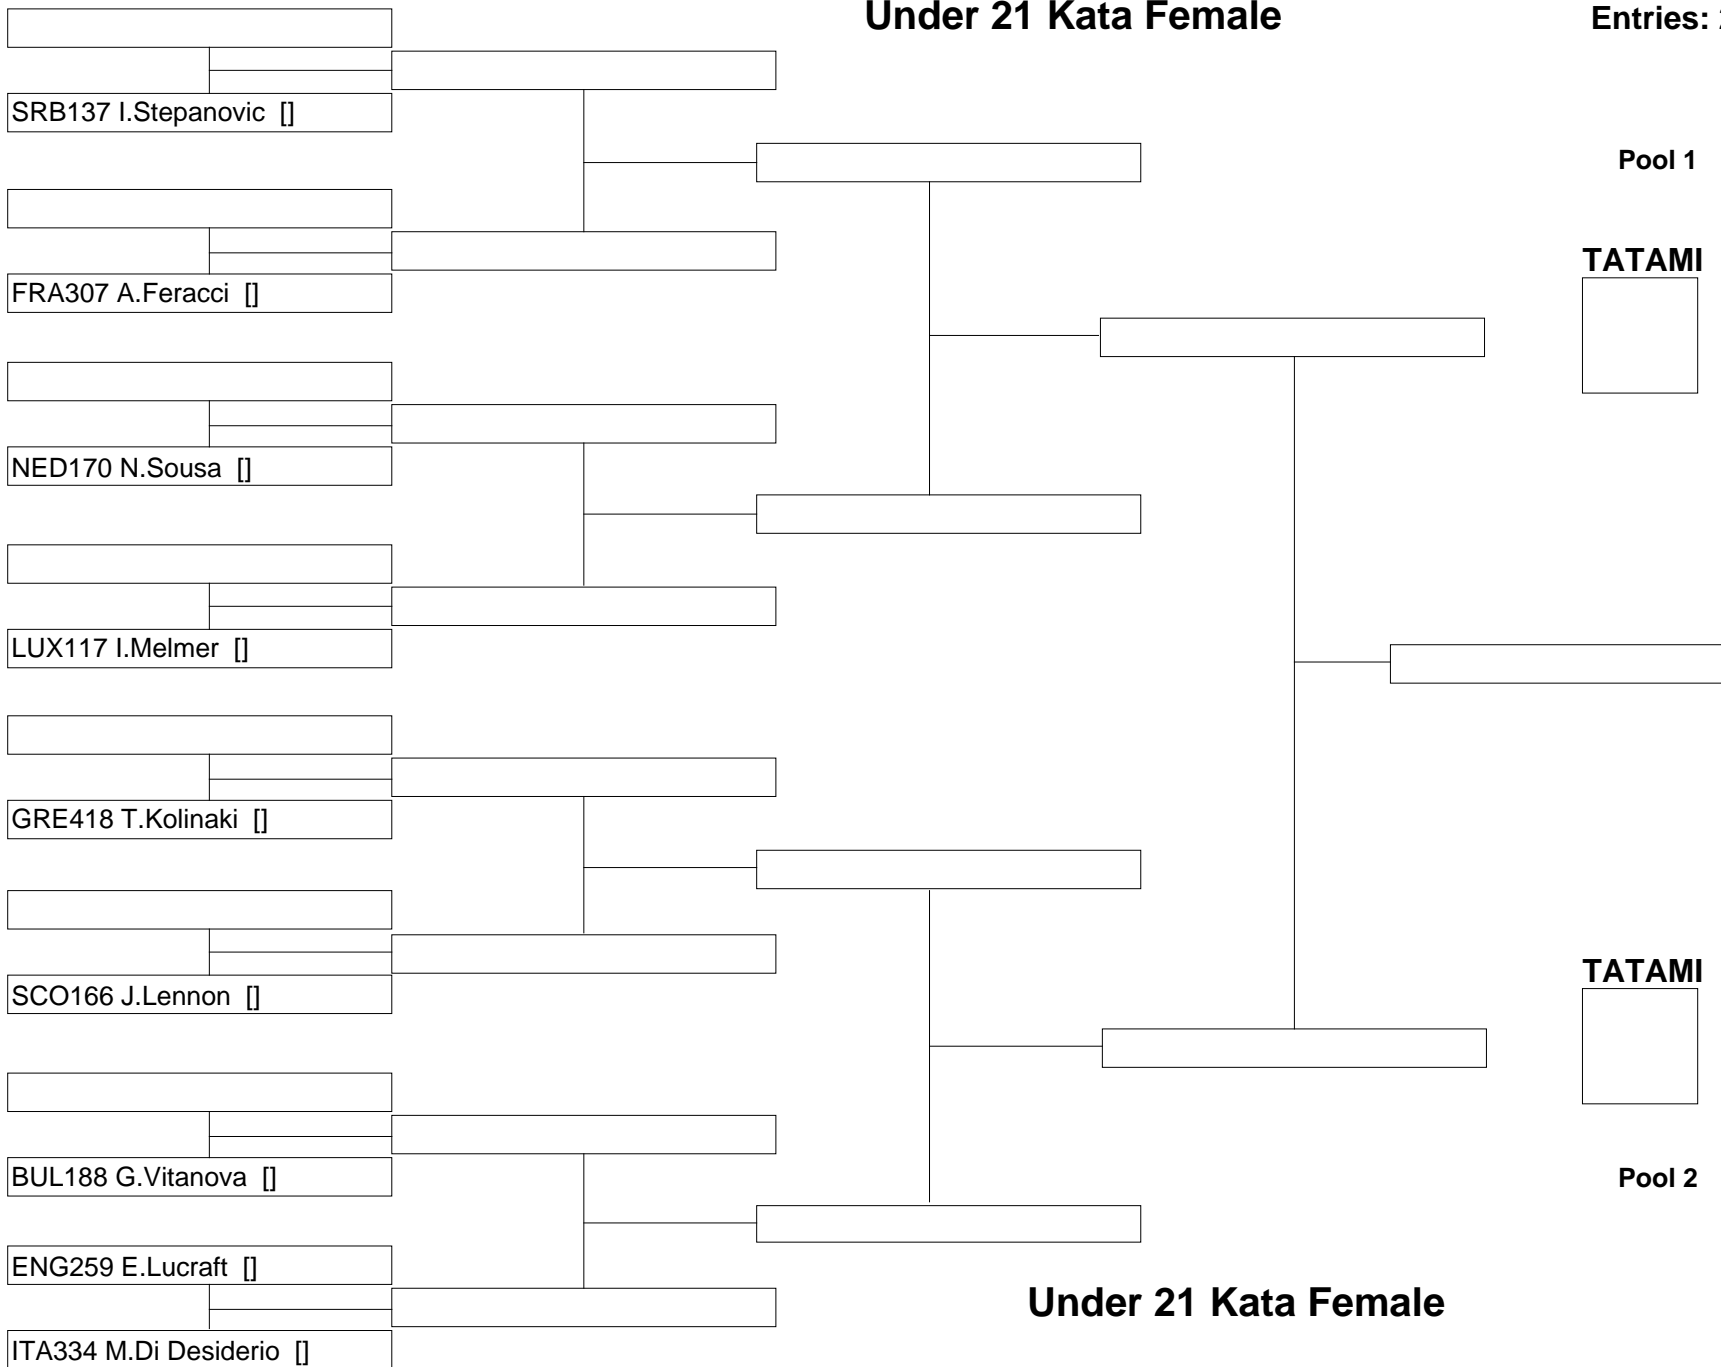 Under 21 Kata Female
Entries:
SRB137 I.Stepanovic []
Pool 1
FRA307 A.Feracci []
TATAMI
NED170 N.Sousa []
LUX117 I.Melmer []
GRE418 T.Kolinaki []
SCO166 J.Lennon []
TATAMI
BUL188 G.Vitanova []
Pool 2
ENG259 E.Lucraft []
Under 21 Kata Female
ITA334 M.Di Desiderio []